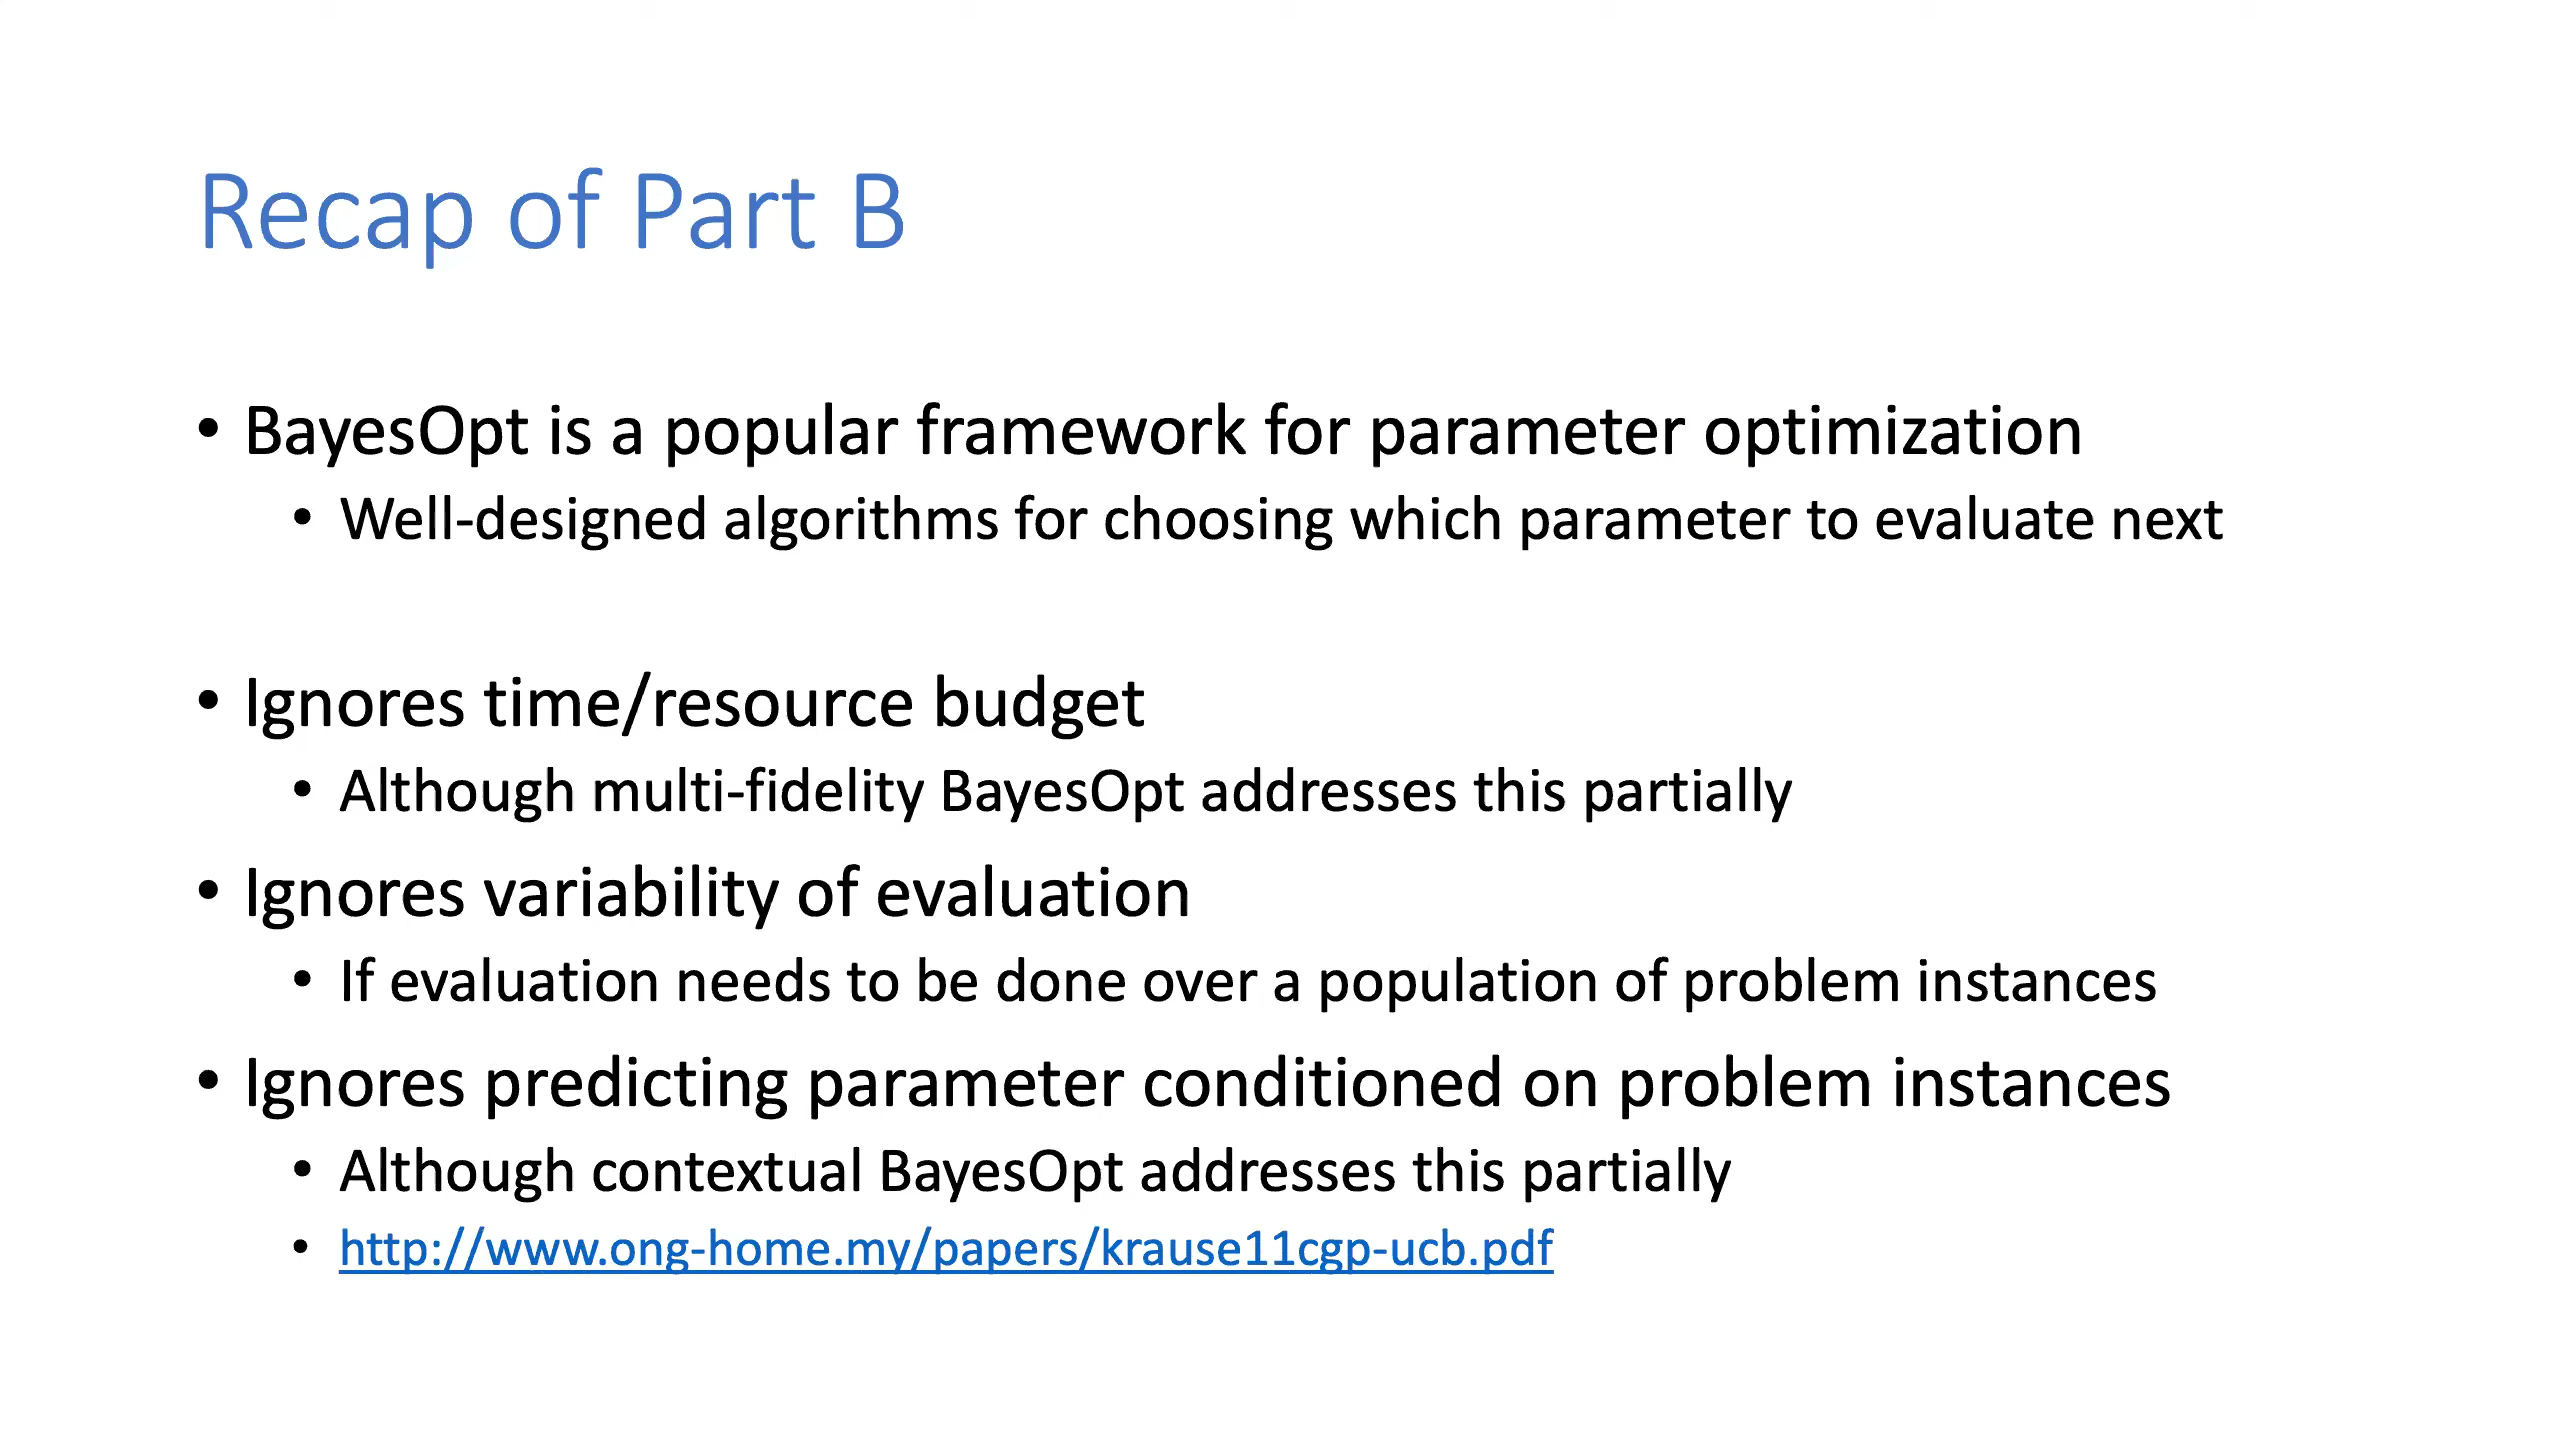 Recap of Part B
• BayesOpt is a popular framework for parameter optimization
• Well-designed algorithms for choosing which parameter to evaluate next
• Ignores time/resource budget
• Although multi-fidelity BayesOpt addresses this partially
• Ignores variability of evaluation
• If evaluation needs to be done over a population of problem instances
• Ignores predicting parameter conditioned on problem instances
• Although contextual BayesOpt addresses this partially
• http://www.ong-home.my/papers/krause11cgp-ucb.pdf